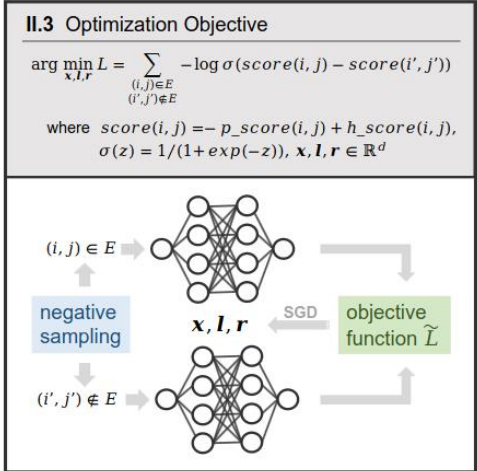 II.3 Optimization Objective
arg min L = ∑ −log σ(score(i, j) − score(i′, j′))
x,l,r (i,j)∈E
(i′,j′)∉E
where score(i, j) =− p_score(i, j) + h_score(i, j),
σ(z) = 1/(1+exp(−z)), x, l, r ∈ ℝᵈ
(i, j) ∈ E
negative
sampling
x, l, r
SGD
objective
function L̃
(i′, j′) ∉ E